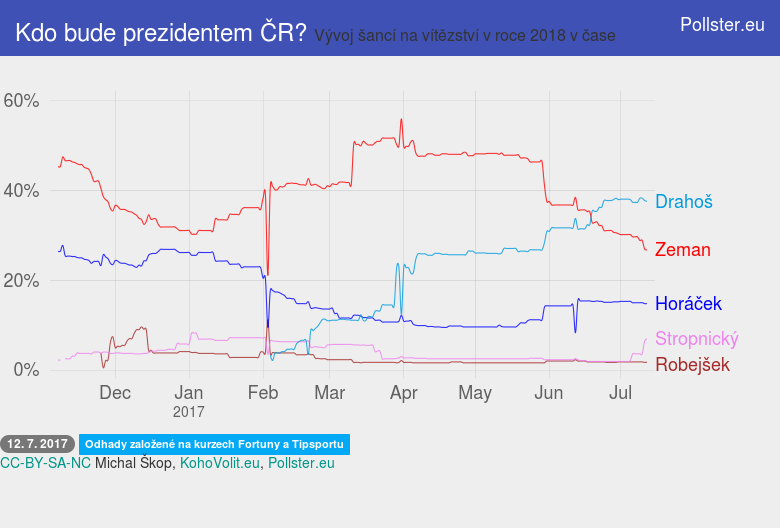 Kdo bude prezidentem ČR? Vývoj šancí na vítězství v roce 2018 v čase
Pollster.eu
60%
40%
20%
0%
Drahoš
Zeman
Horáček
Stropnický
Robejšek
Dec Jan Feb Mar Apr May Jun Jul
2017
12. 7. 2017 Odhady založené na kurzech Fortuny a Tipsportu
CC-BY-SA-NC Michal Škop, KohoVolit.eu, Pollster.eu